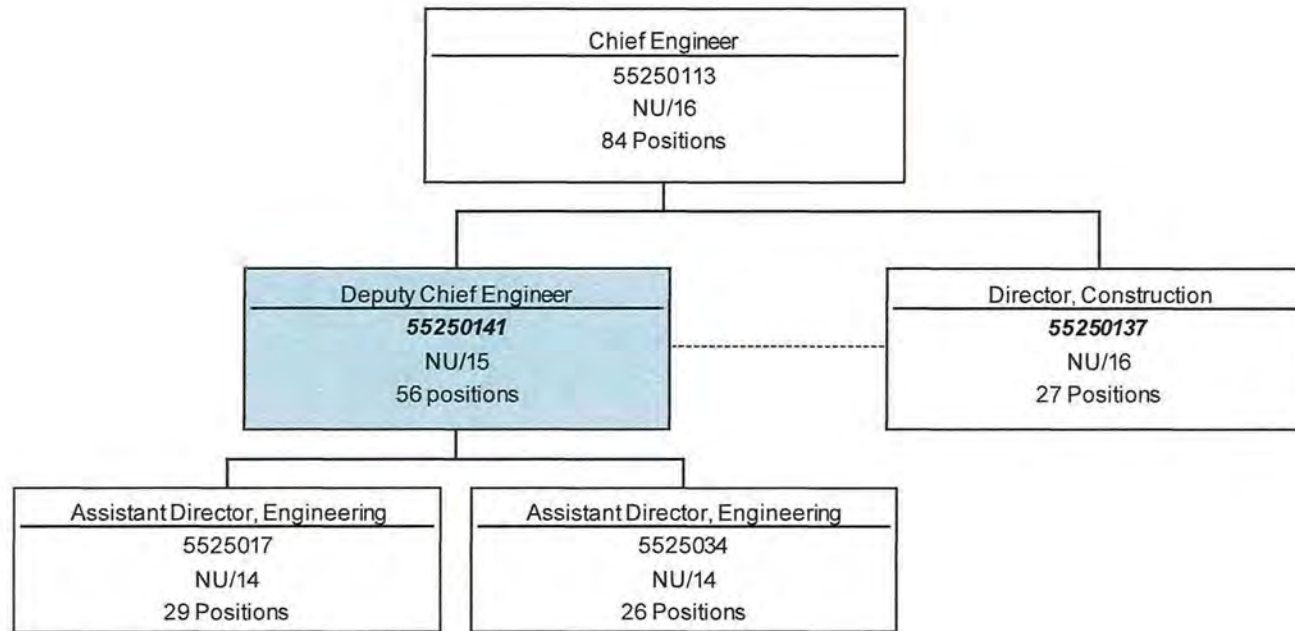 Chief Engineer
55250113
NU/16
84 Positions
Deputy Chief Engineer
55250141
NU/15
56 positions
Director, Construction
55250137
NU/16
27 Positions
Assistant Director, Engineering
5525017
NU/14
29 Positions
Assistant Director, Engineering
5525034
NU/14
26 Positions